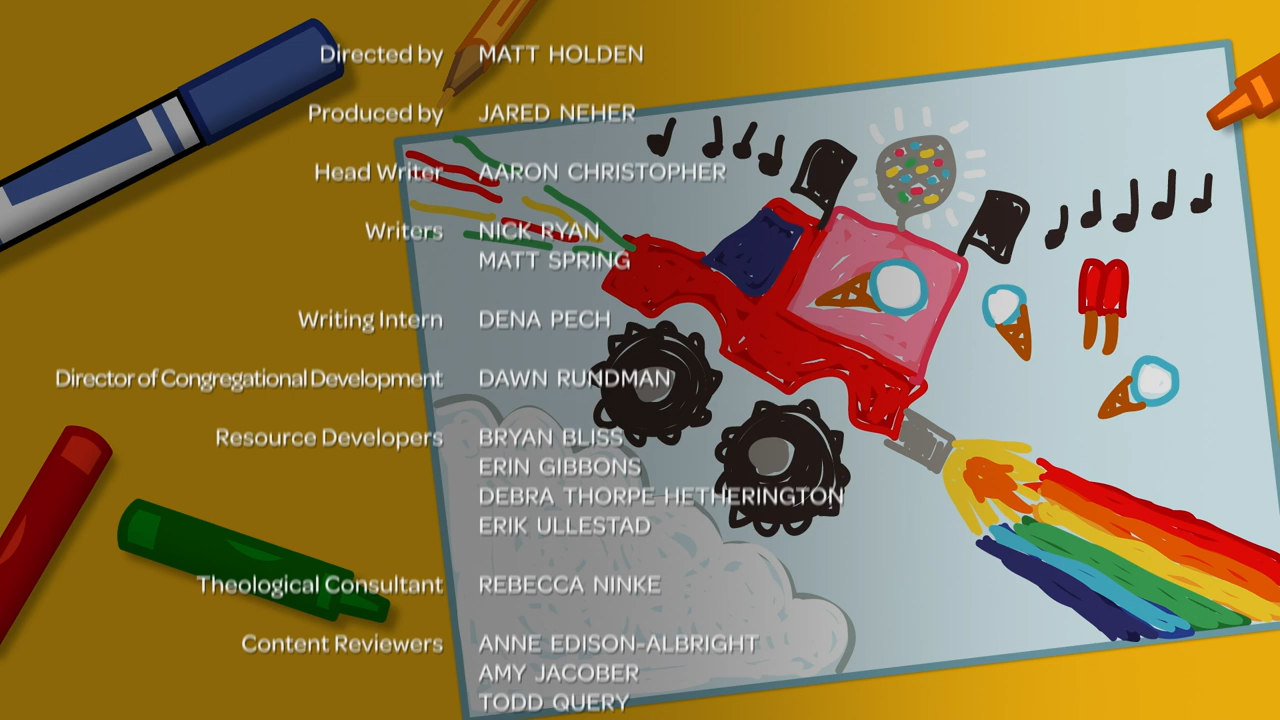 Directed by MATT HOLDEN
Produced by JARED NEHER
Head Writer AARON CHRISTOPHER
Writers NICK RYAN
MATT SPRING
Writing Intern DENA PECH
Director of Congregational Development DAWN RUNDMAN
Resource Developers BRYAN BLISS
ERIN GIBBONS
DEBRA THORPE HETHERINGTON
ERIK ULLESTAD
Theological Consultant REBECCA NINKE
Content Reviewers ANNE EDISON-ALBRIGHT
AMY JACOBER
TODD QUERY